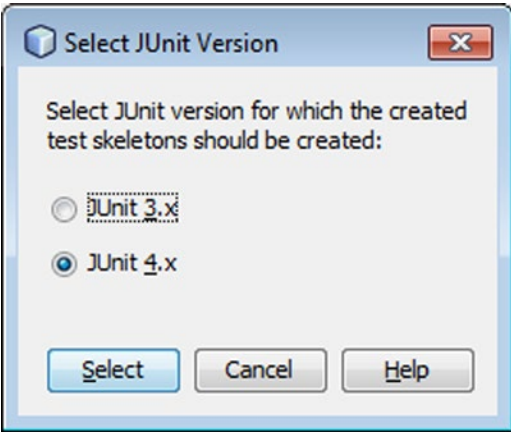 Select JUnit Version
Select JUnit version for which the created
test skeletons should be created:
JUnit 3.x
JUnit 4.x
Select Cancel Help